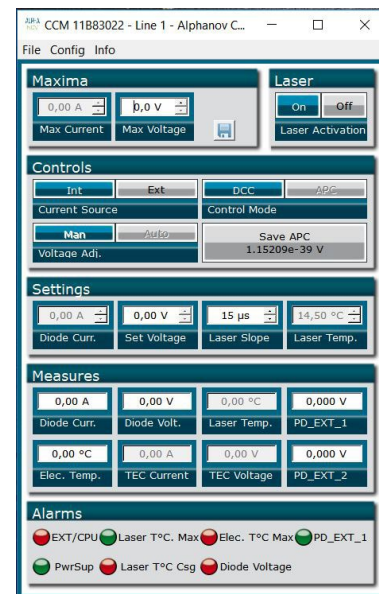 CCM 11B83022 - Line 1 - Alphanov C...
File Config Info
Maxima
Laser
0,00 A
0,0 V
On Off
Max Current Max Voltage
Laser Activation
Controls
Int Ext
DCC APC
Current Source
Control Mode
Man Auto
Save APC
1.15209e-39 V
Voltage Adj.
Settings
0,00 A 0,00 V 15 µs 14,50 °C
Diode Curr. Set Voltage Laser Slope Laser Temp.
Measures
0,00 A 0,00 V 0,00 °C 0,000 V
Diode Curr. Diode Volt. Laser Temp. PD_EXT_1
0,00 °C 0,00 A 0,00 V 0,000 V
Elec. Temp. TEC Current TEC Voltage PD_EXT_2
Alarms
EXT/CPU Laser T°C. Max Elec. T°C Max PD_EXT_1
PwrSup Laser T°C Csg Diode Voltage